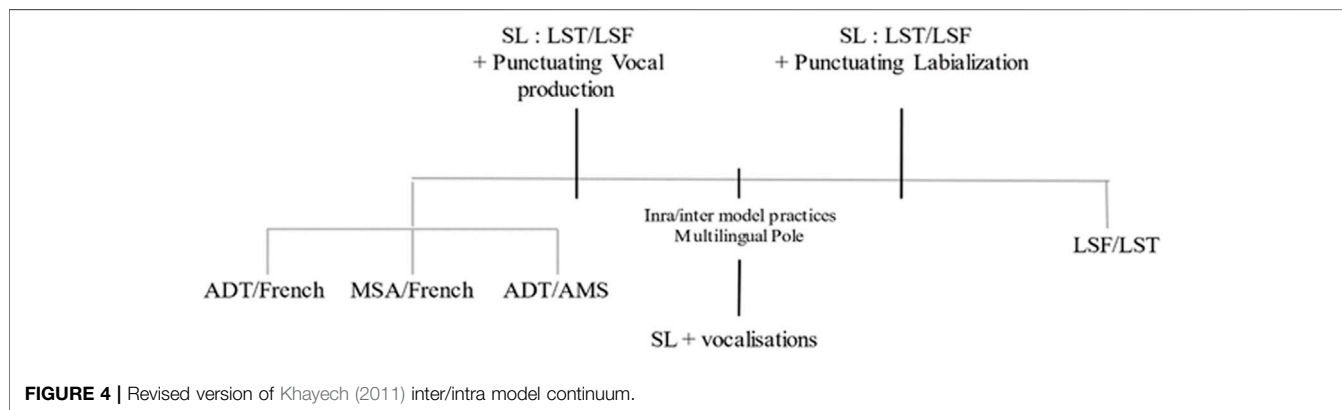 SL : LST/LSF
+ Punctuating Vocal
production
SL : LST/LSF
+ Punctuating Labialization
Inra/inter model practices
Multilingual Pole
LSF/LST
ADT/French
MSA/French
ADT/AMS
SL + vocalisations
FIGURE 4 | Revised version of Khayech (2011) inter/intra model continuum.